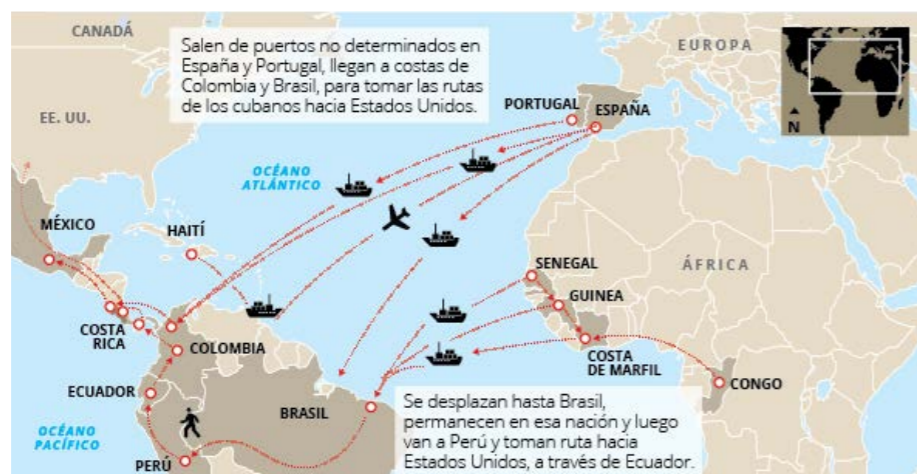 CANADÁ
Salen de puertos no determinados en
España y Portugal, llegan a costas de
Colombia y Brasil, para tomar las rutas
de los cubanos hacia Estados Unidos.
EUROPA
N
EE. UU.
PORTUGAL
ESPAÑA
OCÉANO
ATLÁNTICO
MÉXICO
HAITÍ
SENEGAL
ÁFRICA
GUINEA
COSTA
RICA
COLOMBIA
COSTA
DE MARFIL
CONGO
ECUADOR
BRASIL
OCÉANO
PACÍFICO
PERÚ
Se desplazan hasta Brasil,
permanecen en esa nación y luego
van a Perú y toman ruta hacia
Estados Unidos, a través de Ecuador.